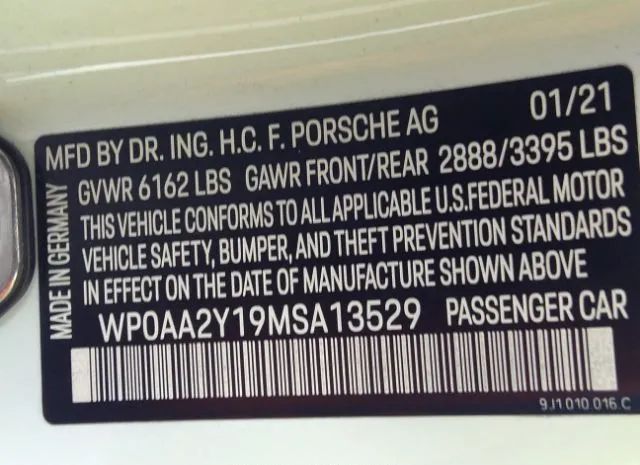 MFD BY DR. ING. H.C. F. PORSCHE AG 01/21
GVWR 6162 LBS GAWR FRONT/REAR 2888/3395 LBS
THIS VEHICLE CONFORMS TO ALL APPLICABLE U.S.FEDERAL MOTOR
VEHICLE SAFETY, BUMPER, AND THEFT PREVENTION STANDARDS
IN EFFECT ON THE DATE OF MANUFACTURE SHOWN ABOVE
WP0AA2Y19MSA13529 PASSENGER CAR
MADE IN GERMANY
9J1 010 016 C